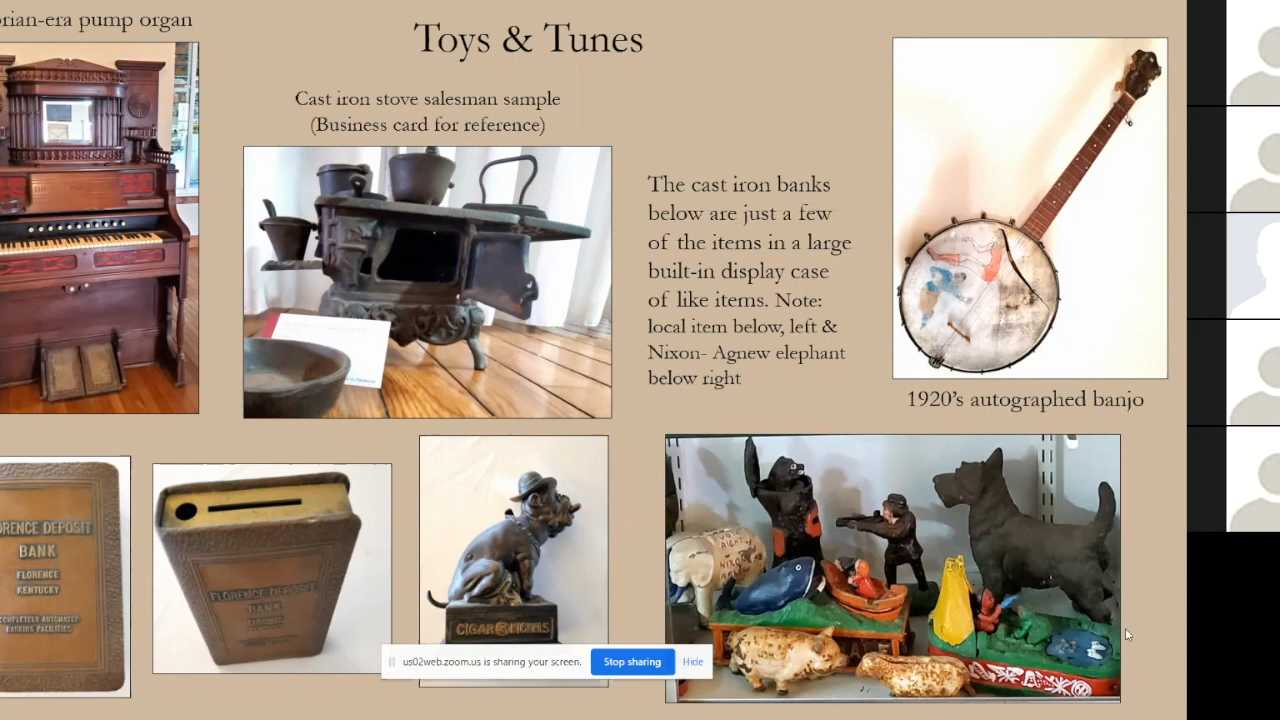 rian-era pump organ
Toys & Tunes
Cast iron stove salesman sample
(Business card for reference)
The cast iron banks
below are just a few
of the items in a large
built-in display case
of like items. Note:
local item below, left &
Nixon- Agnew elephant
below right
1920's autographed banjo
RENCE DEPOSIT
BANK
FLORENCE
KENTUCKY
COMPLETELY AUTOMATED
BANKING FACILITIES
FLORENCE DEPOSIT
BANK
FLORENCE
CIGAR
RIGHT
NIXON
us02web.zoom.us is sharing your screen.
Stop sharing
Hide